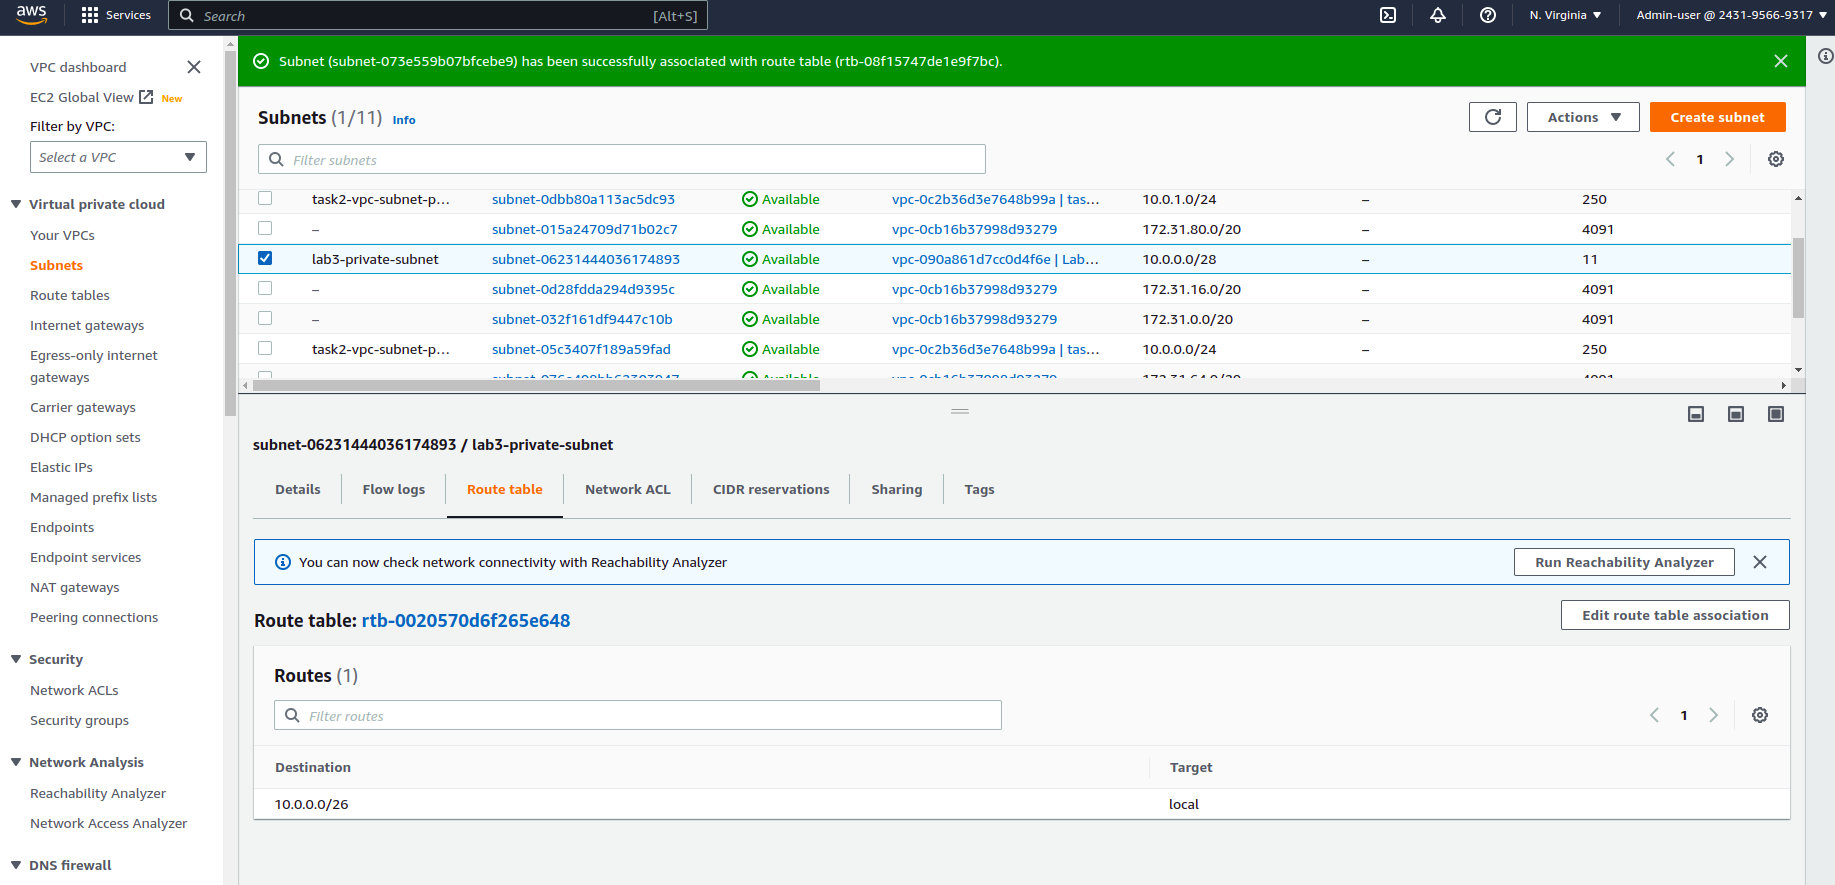 aws
Services
Search [Alt+S]
N. Virginia
Admin-user @ 2431-9566-9317
VPC dashboard
EC2 Global View New
Filter by VPC:
Select a VPC
Virtual private cloud
Your VPCs
Subnets
Route tables
Internet gateways
Egress-only internet
gateways
Carrier gateways
DHCP option sets
Elastic IPs
Managed prefix lists
Endpoints
Endpoint services
NAT gateways
Peering connections
Security
Network ACLs
Security groups
Network Analysis
Reachability Analyzer
Network Access Analyzer
DNS firewall
Subnet (subnet-073e559b07bfcebe9) has been successfully associated with route table (rtb-08f15747de1e9f7bc).
Subnets (1/11) Info
Actions
Create subnet
Filter subnets
1
task2-vpc-subnet-p... subnet-0dbb80a113ac5dc93 Available vpc-0c2b36d3e7648b99a | tas... 10.0.1.0/24 – 250
– subnet-015a24709d71b02c7 Available vpc-0cb16b37998d93279 172.31.80.0/20 – 4091
lab3-private-subnet subnet-06231444036174893 Available vpc-090a861d7cc0d4f6e | Lab... 10.0.0.0/28 – 11
– subnet-0d28fdda294d9395c Available vpc-0cb16b37998d93279 172.31.16.0/20 – 4091
– subnet-032f161df9447c10b Available vpc-0cb16b37998d93279 172.31.0.0/20 – 4091
task2-vpc-subnet-p... subnet-05c3407f189a59fad Available vpc-0c2b36d3e7648b99a | tas... 10.0.0.0/24 – 250
Available vpc-0cb16b37998d93279 172.31.64.0/20 4091
subnet-06231444036174893 / lab3-private-subnet
Details
Flow logs
Route table
Network ACL
CIDR reservations
Sharing
Tags
You can now check network connectivity with Reachability Analyzer
Run Reachability Analyzer
Route table: rtb-0020570d6f265e648
Edit route table association
Routes (1)
Filter routes
1
Destination Target
10.0.0.0/26 local